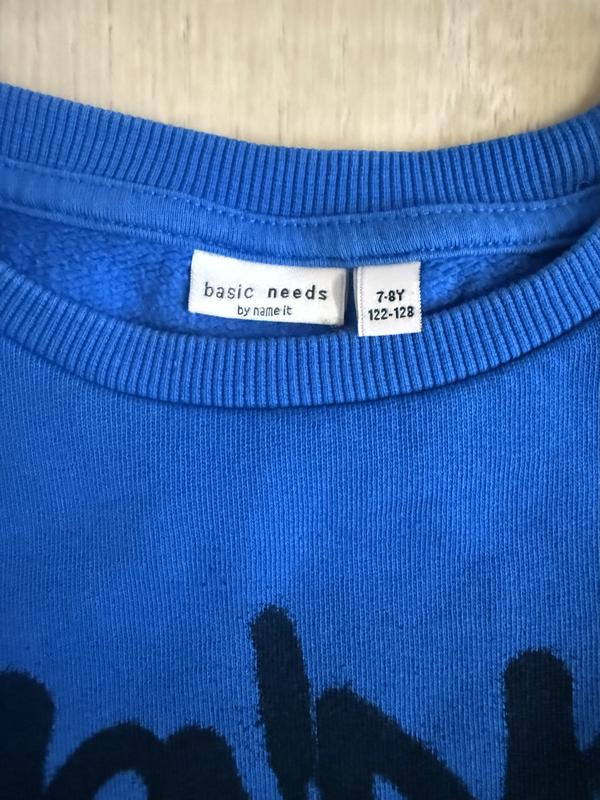 basic needs
by name it
7-8Y
122-128